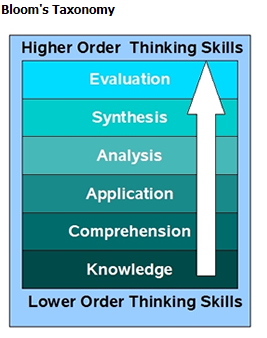 Bloom's Taxonomy
Higher Order Thinking Skills
Evaluation
Synthesis
Analysis
Application
Comprehension
Knowledge
Lower Order Thinking Skills